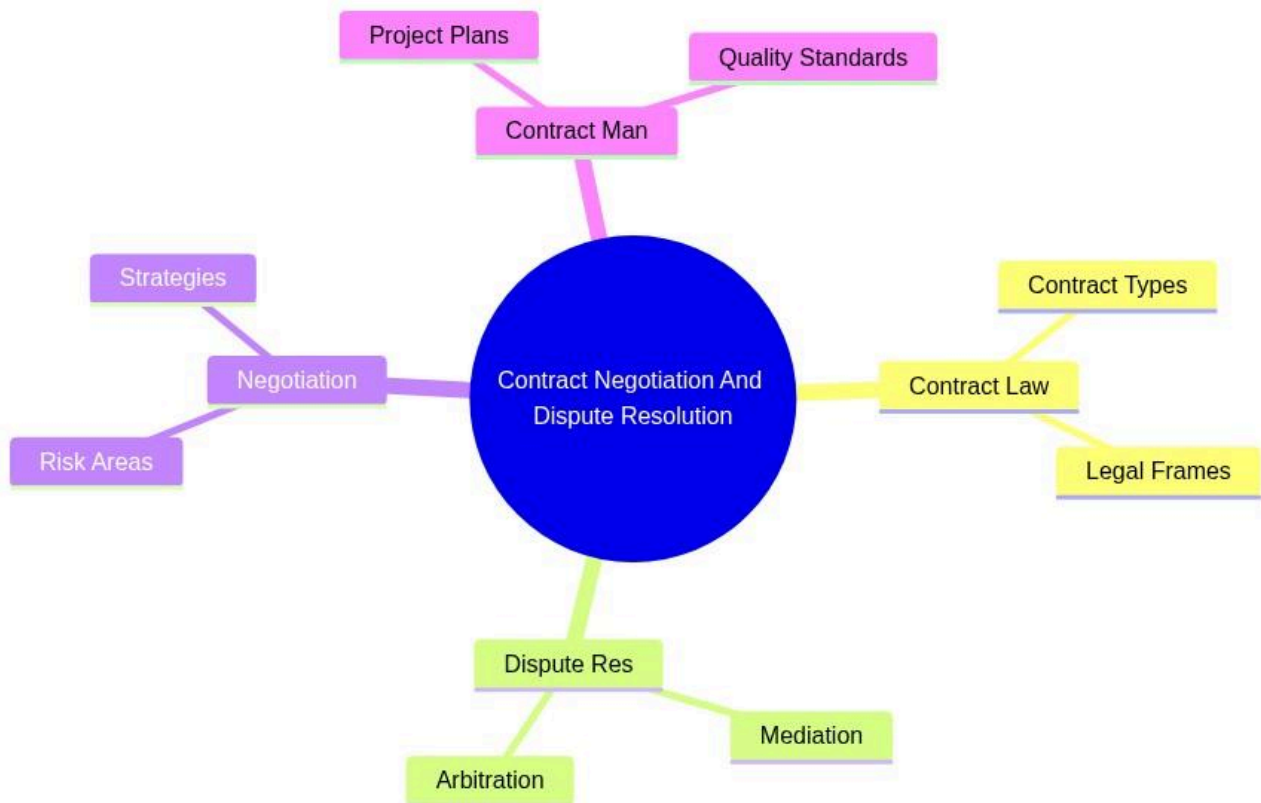 Project Plans
Quality Standards
Contract Man
Strategies
Contract Types
Negotiation
Contract Negotiation And
Dispute Resolution
Contract Law
Risk Areas
Legal Frames
Dispute Res
Mediation
Arbitration